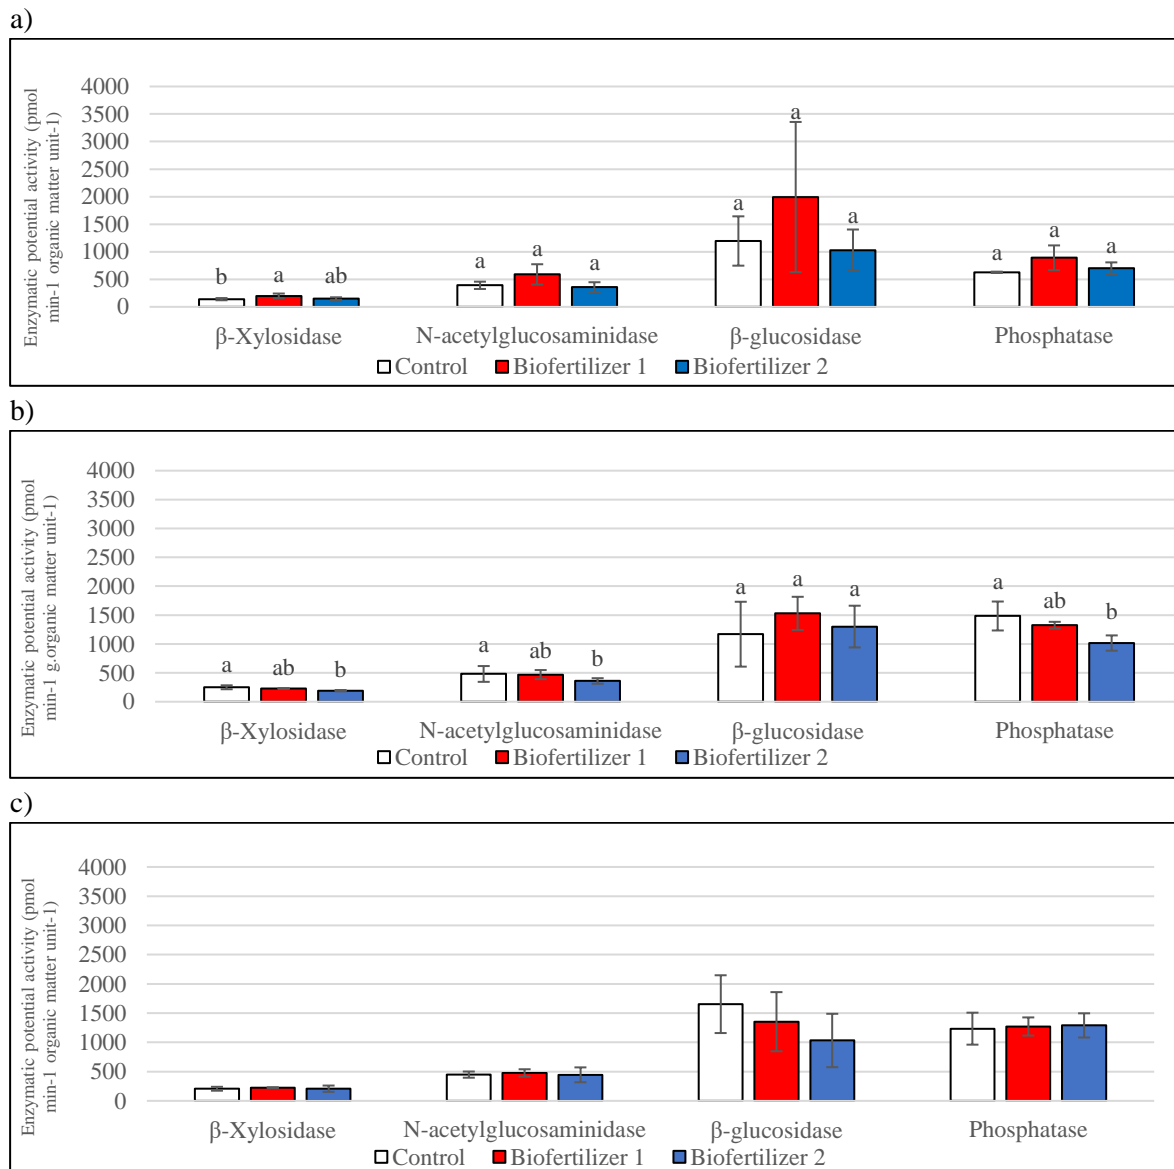 a)
Enzymatic potential activity (pmol
min-1 organic matter unit-1)
4000
3500
3000
2500
2000
1500
1000
500
0
b a ab
a a a
a a a
a a a
β-Xylosidase N-acetylglucosaminidase β-glucosidase Phosphatase
Control Biofertilizer 1 Biofertilizer 2
b)
Enzymatic potential activity (pmol
min-1 g.organic matter unit-1)
4000
3500
3000
2500
2000
1500
1000
500
0
a ab b
a ab b
a a a
a ab b
β-Xylosidase N-acetylglucosaminidase β-glucosidase Phosphatase
Control Biofertilizer 1 Biofertilizer 2
c)
Enzymatic potential activity (pmol
min-1 organic matter unit-1)
4000
3500
3000
2500
2000
1500
1000
500
0
β-Xylosidase N-acetylglucosaminidase β-glucosidase Phosphatase
Control Biofertilizer 1 Biofertilizer 2